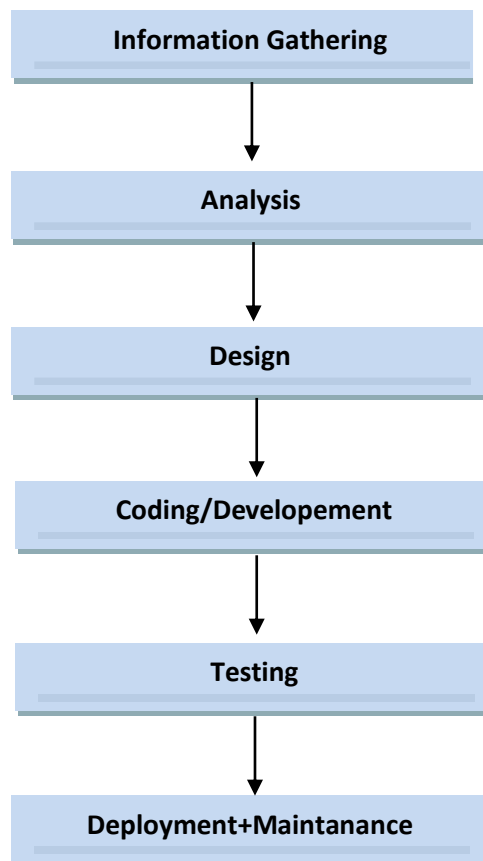 Information Gathering
Analysis
Design
Coding/Developement
Testing
Deployment+Maintanance